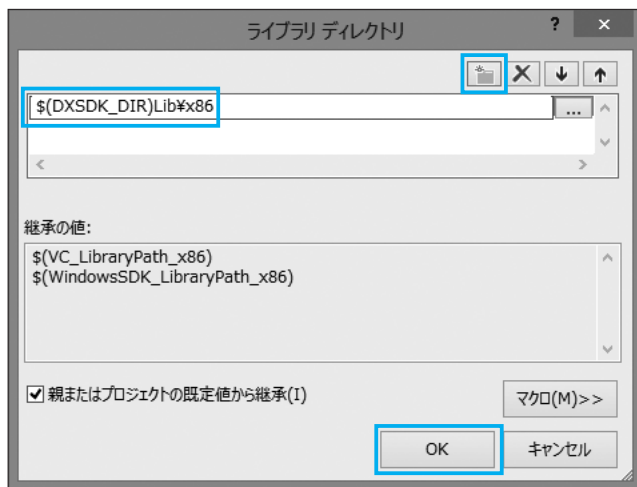 ライブラリ ディレクトリ
?
×
$(DXSDK_DIR)Lib¥x86
...
継承の値:
$(VC_LibraryPath_x86)
$(WindowsSDK_LibraryPath_x86)
親またはプロジェクトの既定値から継承(I)
マクロ(M)>>
OK
キャンセル